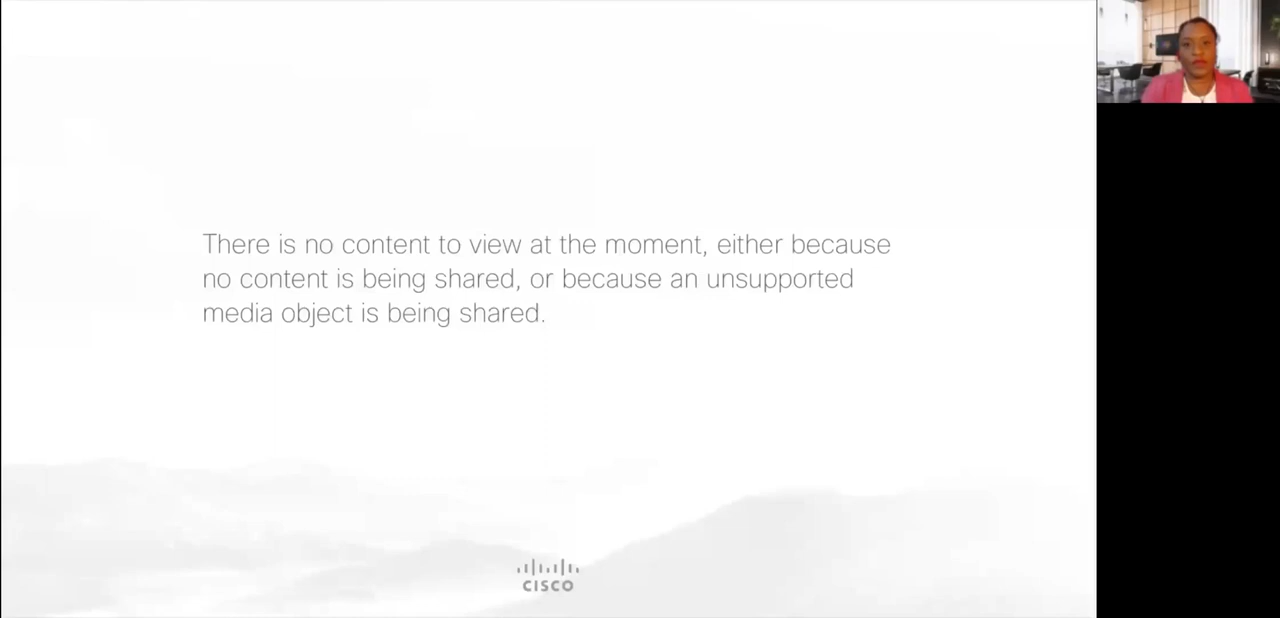 There is no content to view at the moment, either because
no content is being shared, or because an unsupported
media object is being shared.
CISCO